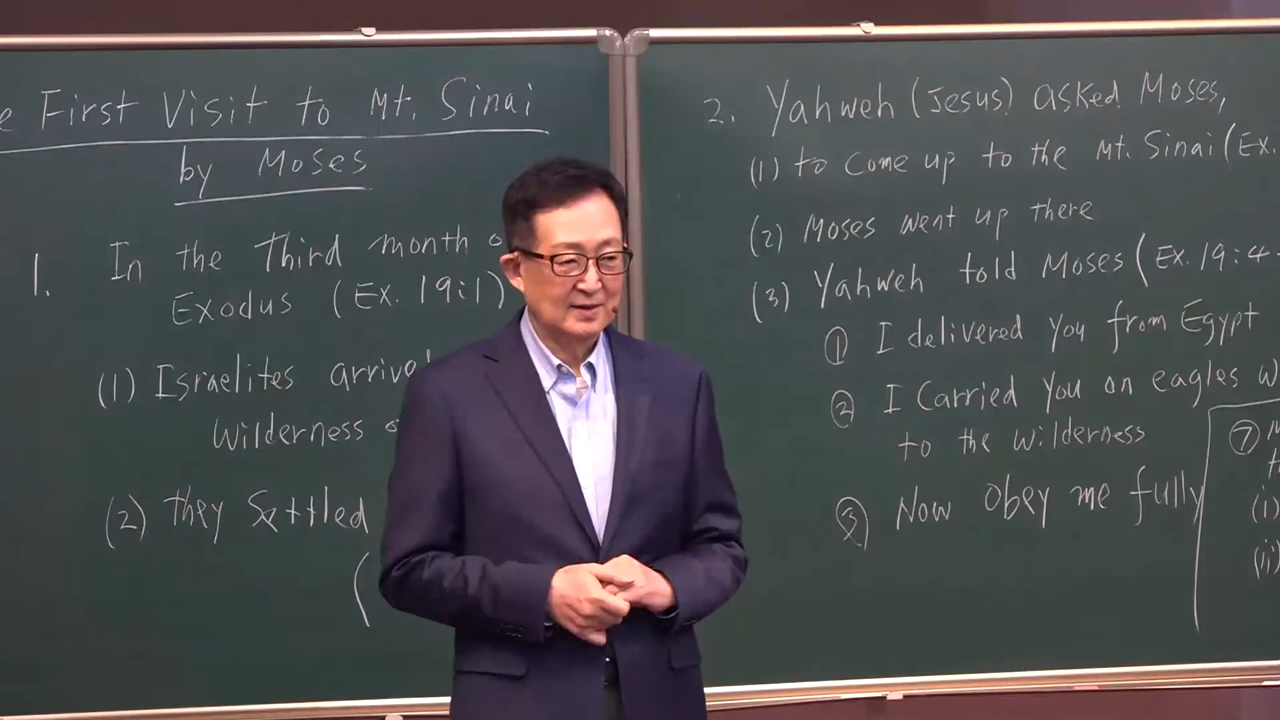 First Visit to Mt. Sinai
by Moses
1. In the Third month
Exodus (Ex. 19:1)
(1) Israelites
Wilderness
(2) they Settled
(
2. Yahweh (Jesus) asked Moses,
(1) to come up to the Mt. Sinai (Ex.
(2) Moses went up there
(3) Yahweh told Moses (Ex. 19:4-
① I delivered You from Egypt
② I Carried You on eagles
to the wilderness
③ Now Obey me fully
⑦
(i)
(ii)